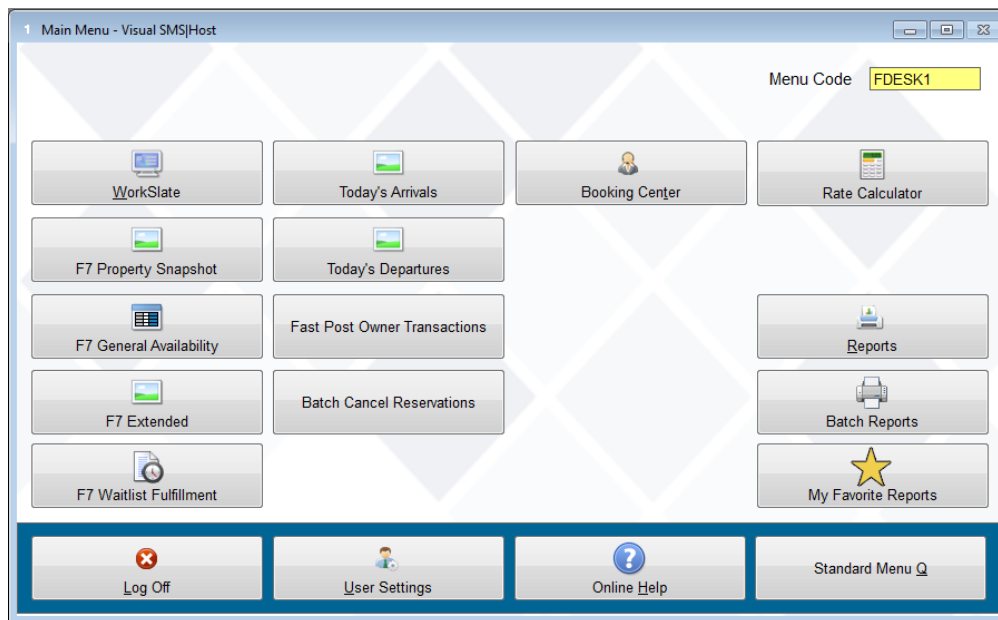 1 Main Menu - Visual SMS|Host
Menu Code FDESK1
WorkSlate
Today's Arrivals
Booking Center
Rate Calculator
F7 Property Snapshot
Today's Departures
F7 General Availability
Fast Post Owner Transactions
Reports
F7 Extended
Batch Cancel Reservations
Batch Reports
F7 Waitlist Fulfillment
My Favorite Reports
Log Off
User Settings
Online Help
Standard Menu Q